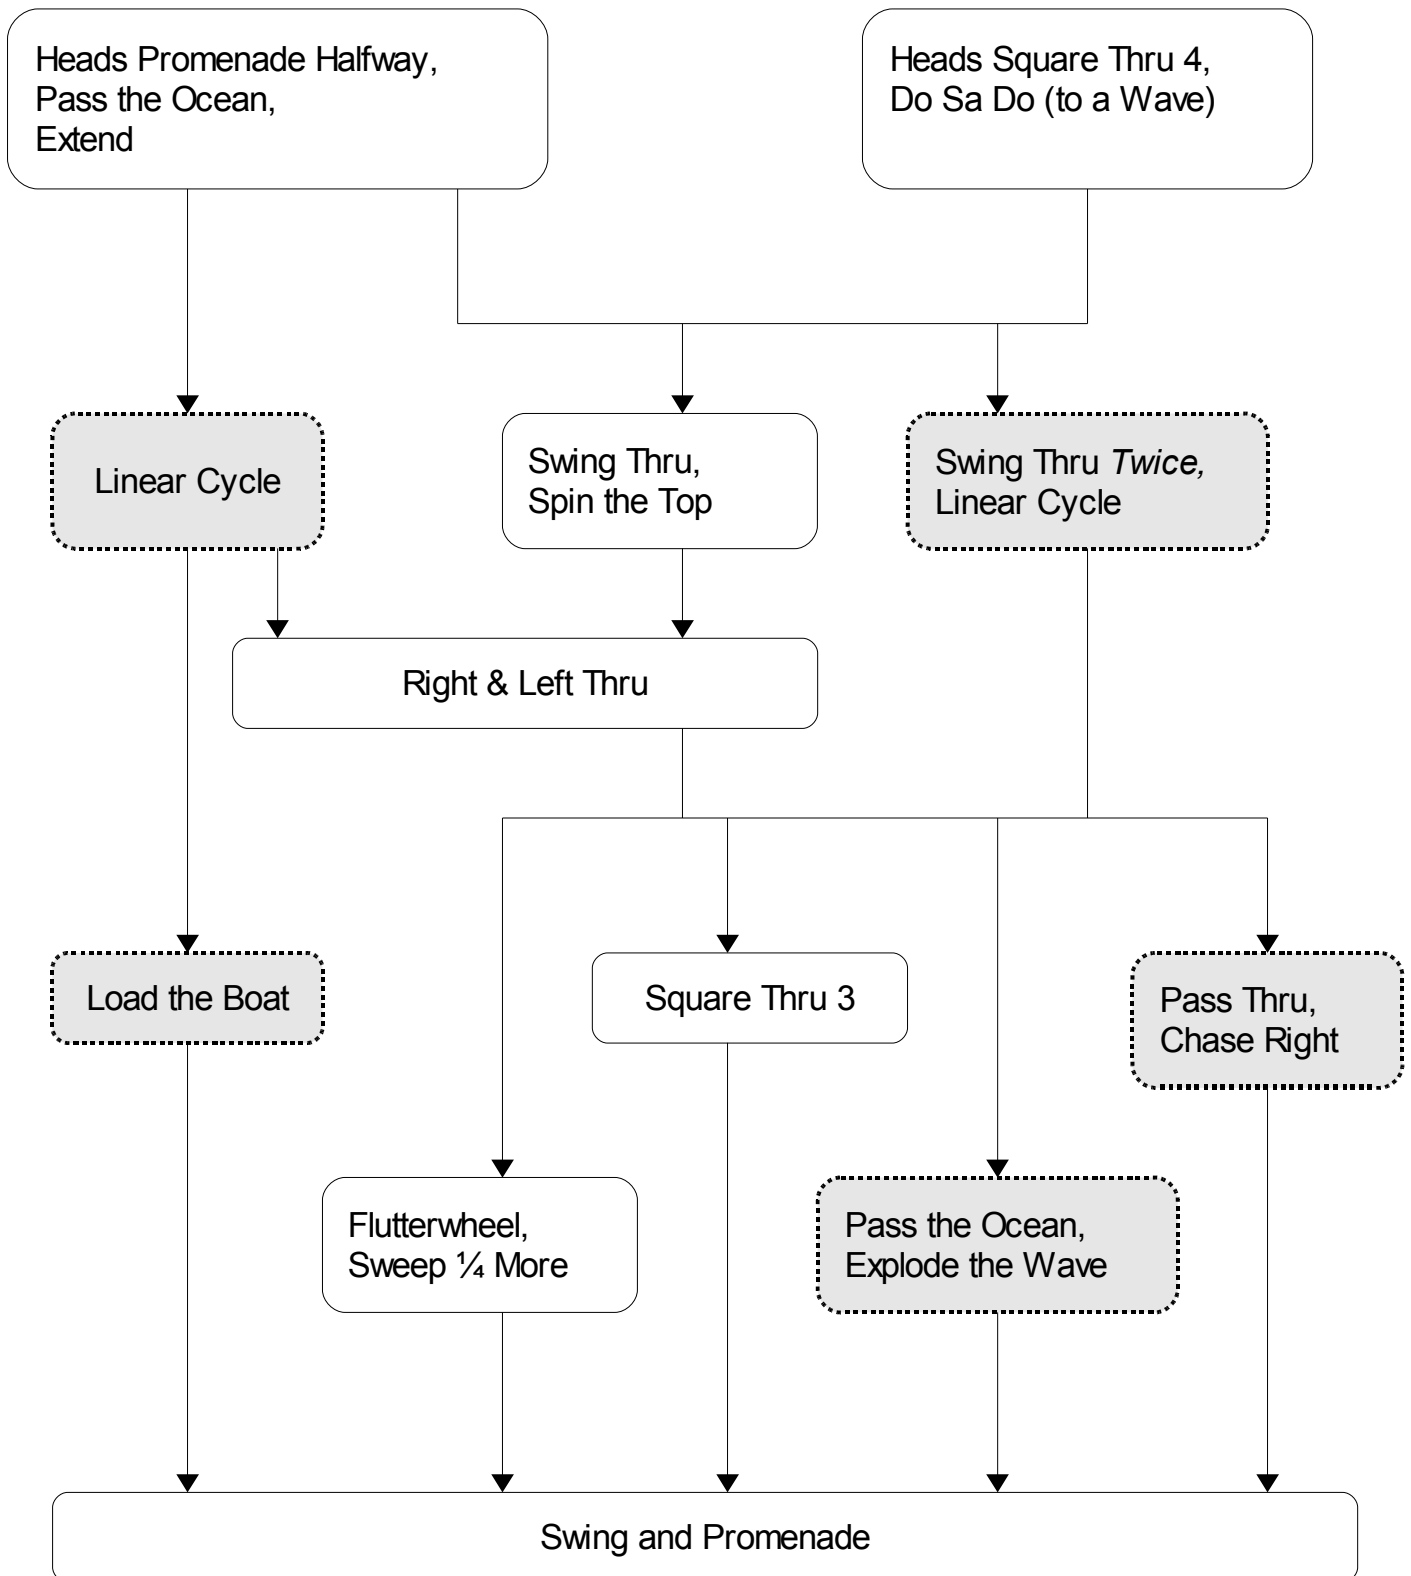 Heads Promenade Halfway,
Pass the Ocean,
Extend
Heads Square Thru 4,
Do Sa Do (to a Wave)
Linear Cycle
Swing Thru,
Spin the Top
Swing Thru Twice,
Linear Cycle
Right & Left Thru
Load the Boat
Square Thru 3
Pass Thru,
Chase Right
Flutterwheel,
Sweep ¼ More
Pass the Ocean,
Explode the Wave
Swing and Promenade